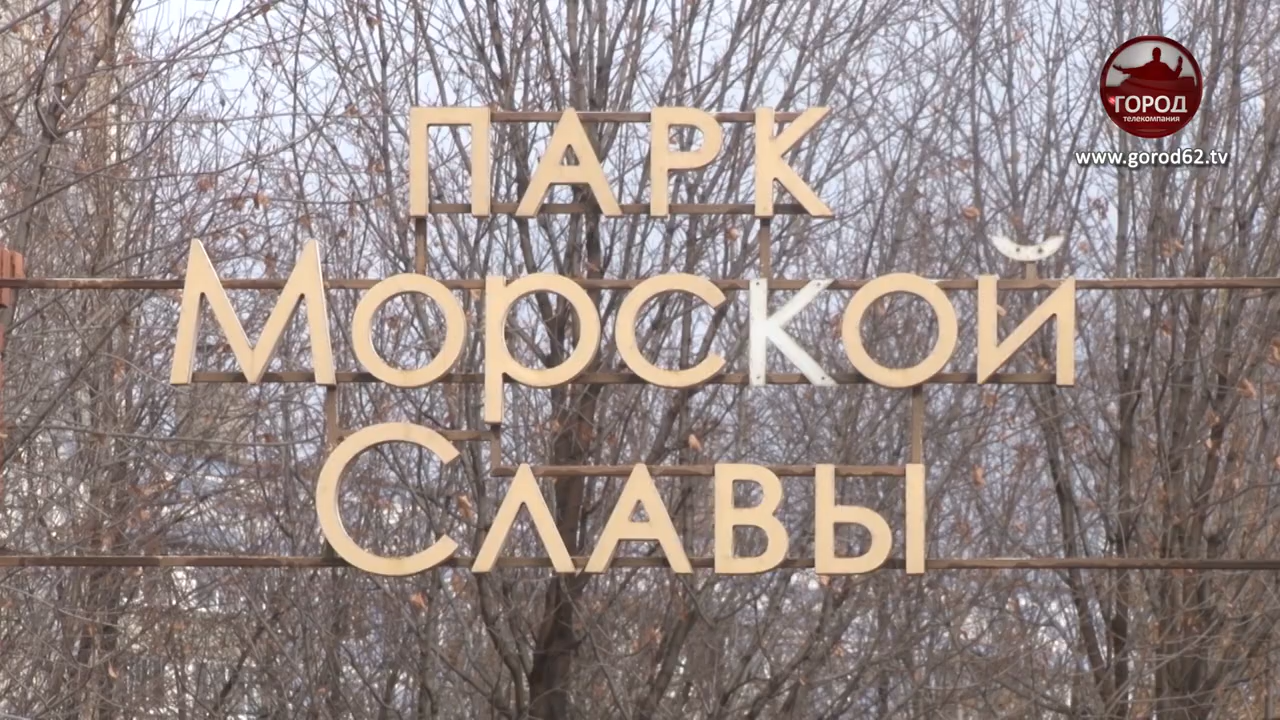 ПАРК
Морской
Славы
ГОРОД
телекомпания
www.gorod62.tv